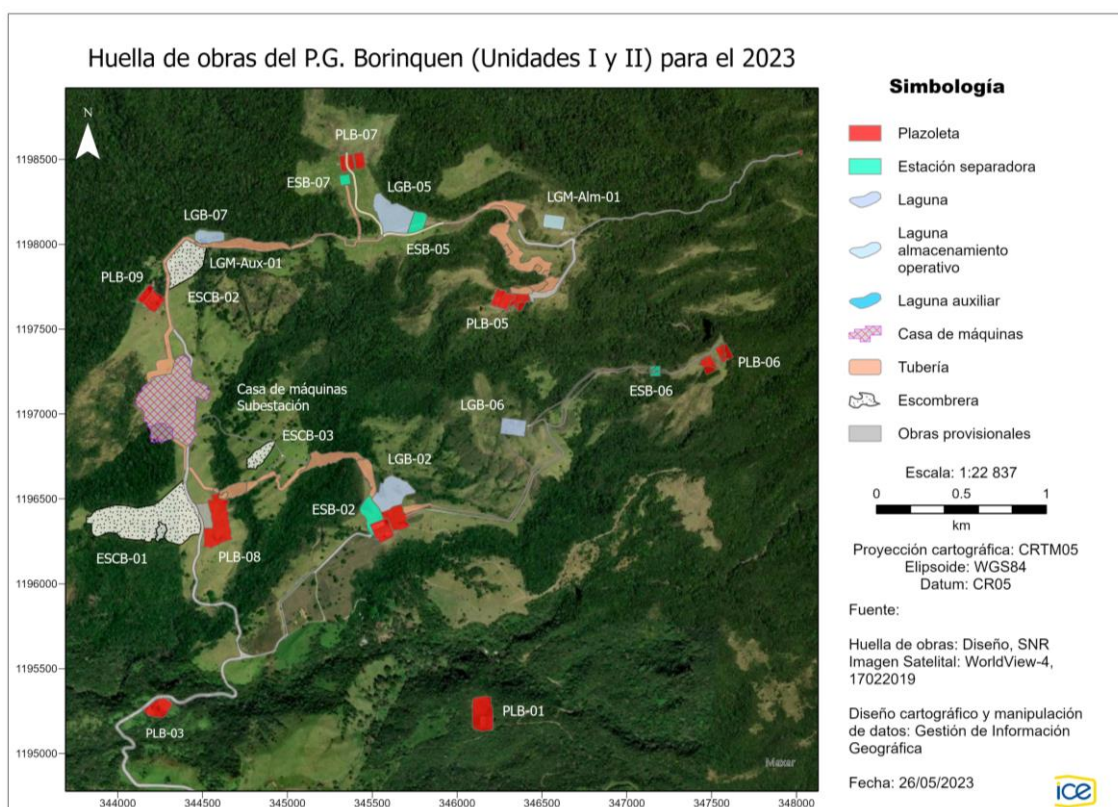 Huella de obras del P.G. Borinquen (Unidades I y II) para el 2023
N
1198500
1198000
1197500
1197000
1196500
1196000
1195500
1195000
344000
344500
345000
345500
346000
346500
347000
347500
348000
PLB-07
ESB-07
LGB-05
LGM-Alm-01
LGB-07
ESB-05
LGM-Aux-01
PLB-09
ESCB-02
PLB-05
PLB-06
ESB-06
Casa de máquinas
Subestación
LGB-06
ESCB-03
LGB-02
ESB-02
ESCB-01
PLB-08
PLB-03
PLB-01
Maxar
Simbología
Plazoleta
Estación separadora
Laguna
Laguna
almacenamiento
operativo
Laguna auxiliar
Casa de máquinas
Tubería
Escombrera
Obras provisionales
Escala: 1:22 837
0 0.5 1
km
Proyección cartográfica: CRTM05
Elipsoide: WGS84
Datum: CR05
Fuente:
Huella de obras: Diseño, SNR
Imagen Satelital: WorldView-4,
17022019
Diseño cartográfico y manipulación
de datos: Gestión de Información
Geográfica
Fecha: 26/05/2023
ice